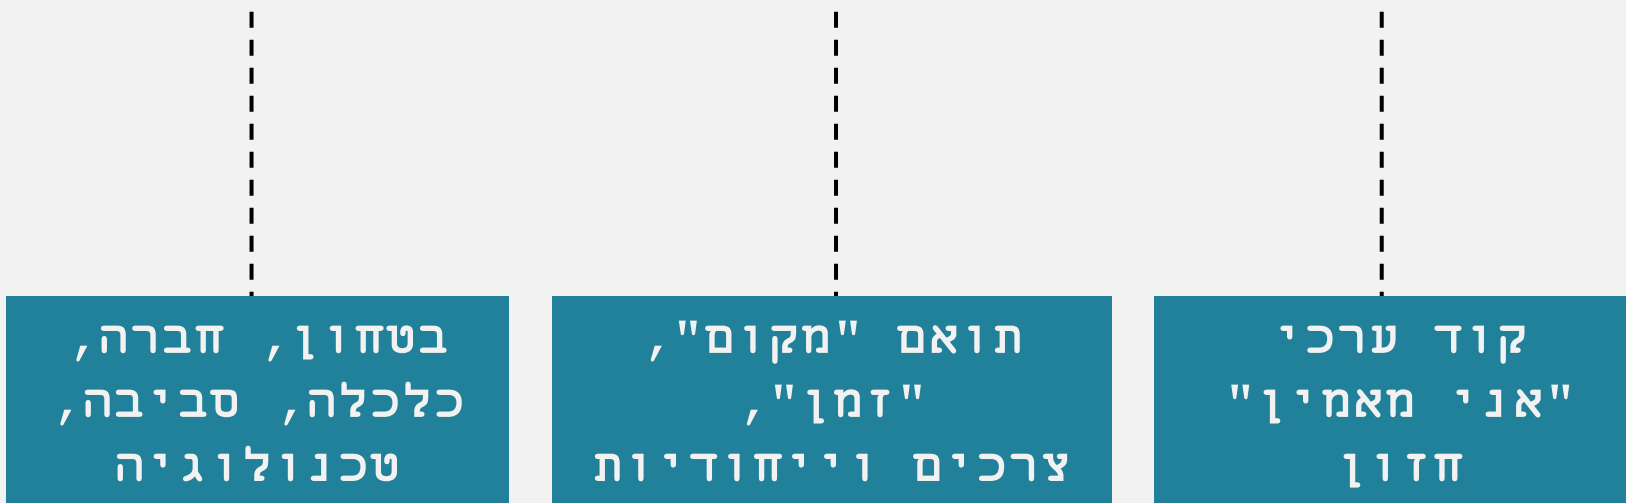 קוד ערכי
"אני מאמין"
חזון
תואם "מקום",
"זמן",
צרכים וייחודיות
בטחון, חברה,
כלכלה, סביבה,
טכנולוגיה